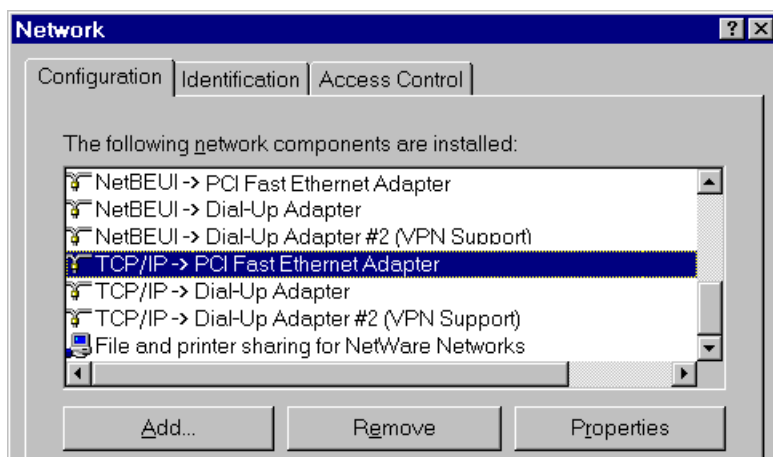 Network
Configuration Identification Access Control
The following network components are installed:
NetBEUI -> PCI Fast Ethernet Adapter
NetBEUI -> Dial-Up Adapter
NetBEUI -> Dial-Up Adapter #2 (VPN Support)
TCP/IP -> PCI Fast Ethernet Adapter
TCP/IP -> Dial-Up Adapter
TCP/IP -> Dial-Up Adapter #2 (VPN Support)
File and printer sharing for NetWare Networks
Add... Remove Properties